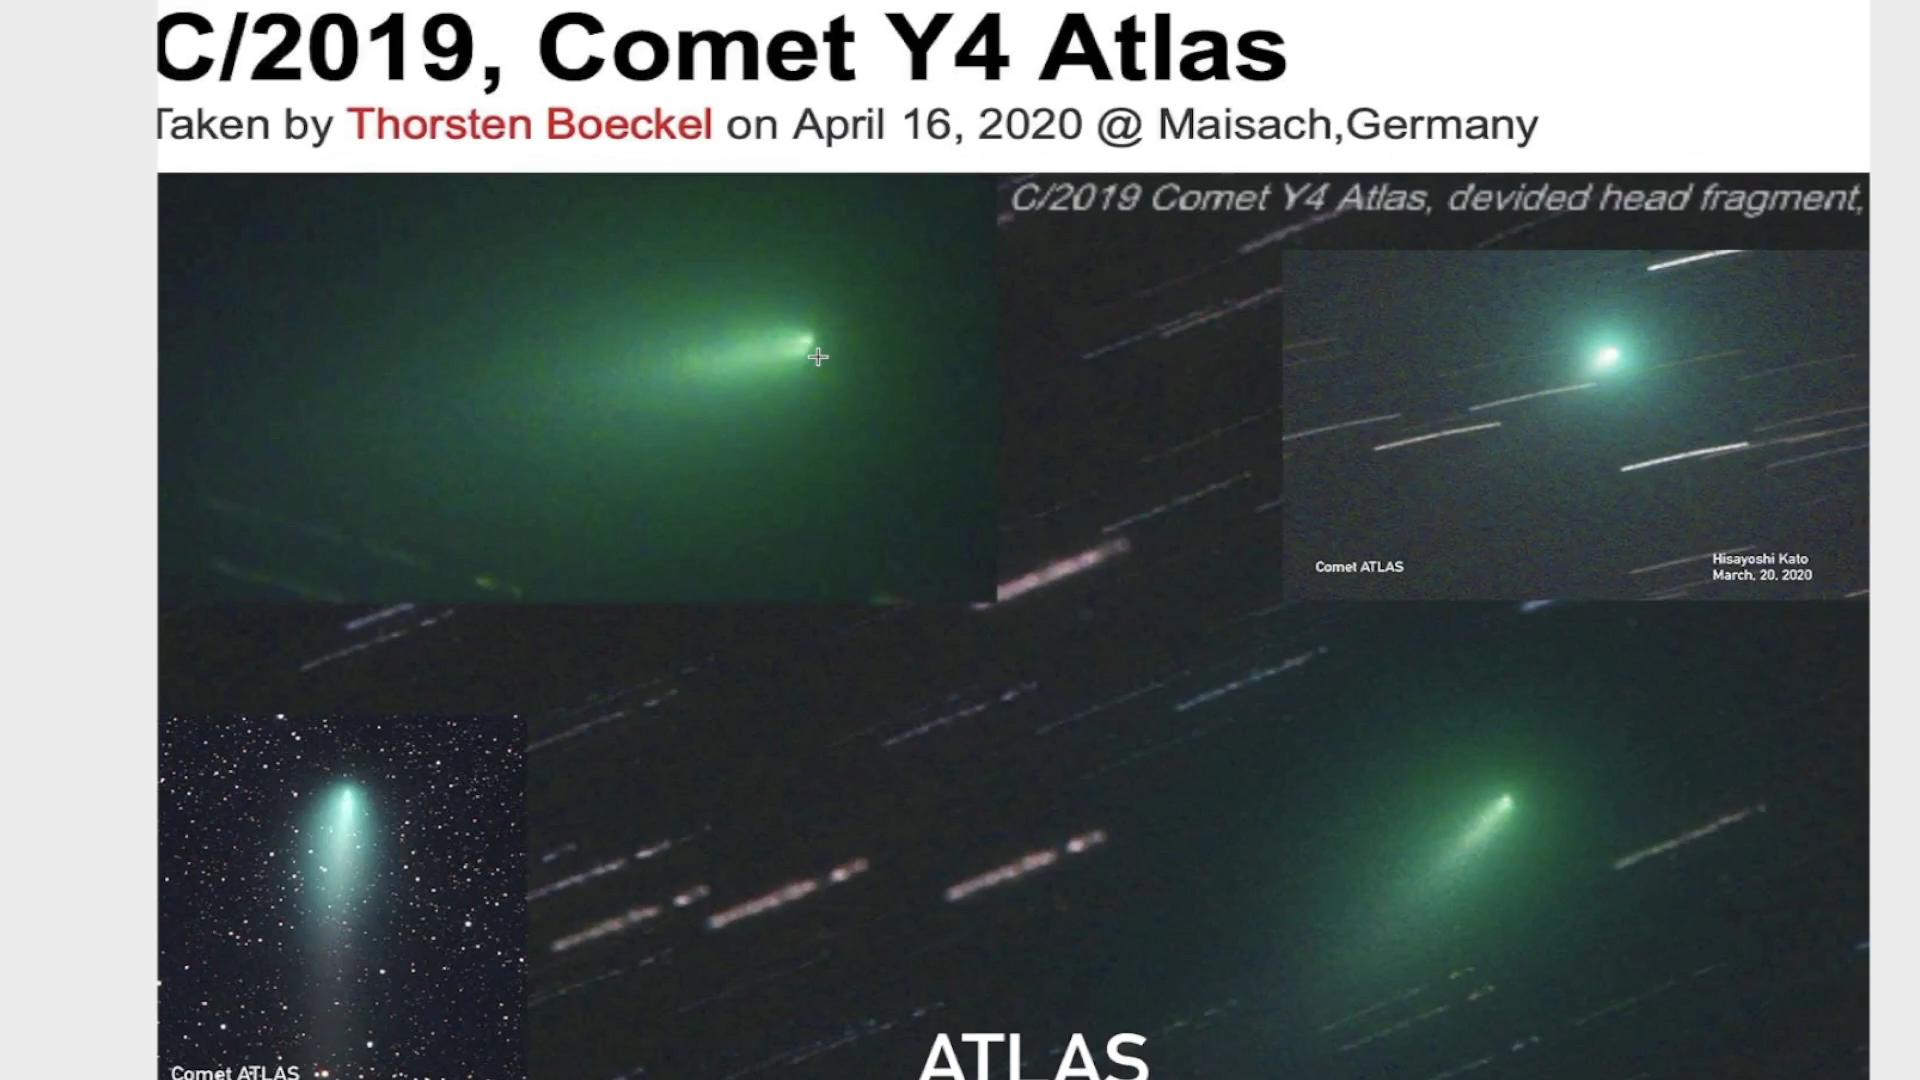 C/2019, Comet Y4 Atlas
Taken by Thorsten Boeckel on April 16, 2020 @ Maisach,Germany
C/2019 Comet Y4 Atlas, devided head fragment,
Comet ATLAS
Hisayoshi Kato
March, 20, 2020
Comet ATLAS
ATLAS